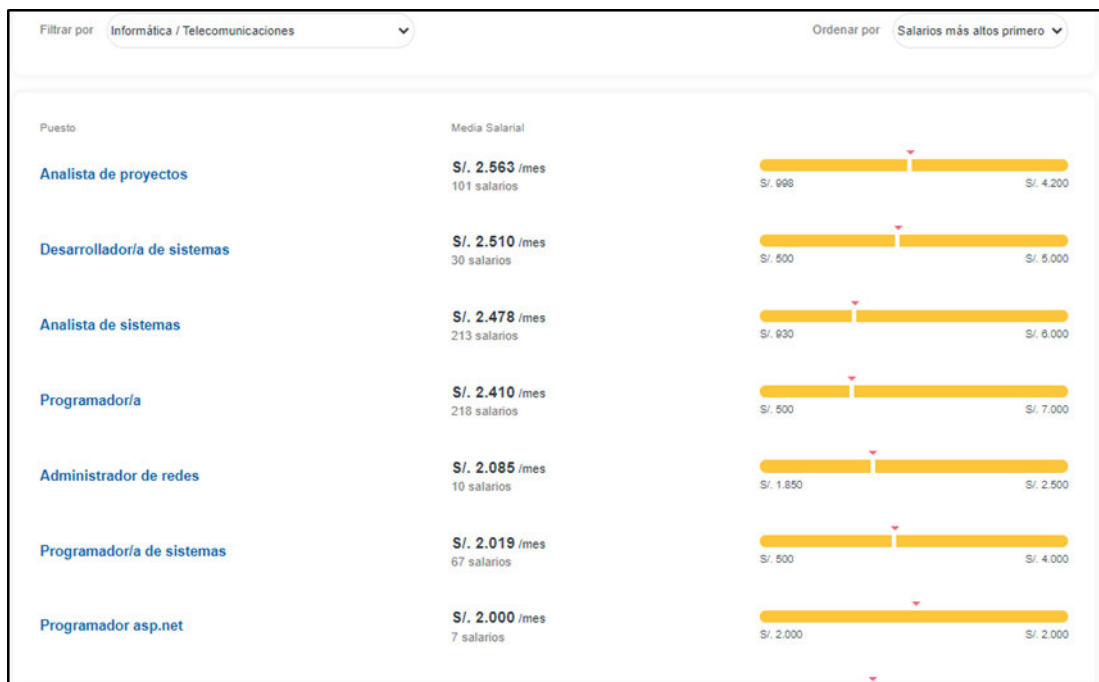 Filtrar por Informática / Telecomunicaciones Ordenar por Salarios más altos primero
Puesto Media Salarial
Analista de proyectos S/. 2.563 /mes
101 salarios S/. 998 S/. 4.200
Desarrollador/a de sistemas S/. 2.510 /mes
30 salarios S/. 500 S/. 5.000
Analista de sistemas S/. 2.478 /mes
213 salarios S/. 930 S/. 6.000
Programador/a S/. 2.410 /mes
218 salarios S/. 500 S/. 7.000
Administrador de redes S/. 2.085 /mes
10 salarios S/. 1.850 S/. 2.500
Programador/a de sistemas S/. 2.019 /mes
67 salarios S/. 500 S/. 4.000
Programador asp.net S/. 2.000 /mes
7 salarios S/. 2.000 S/. 2.000